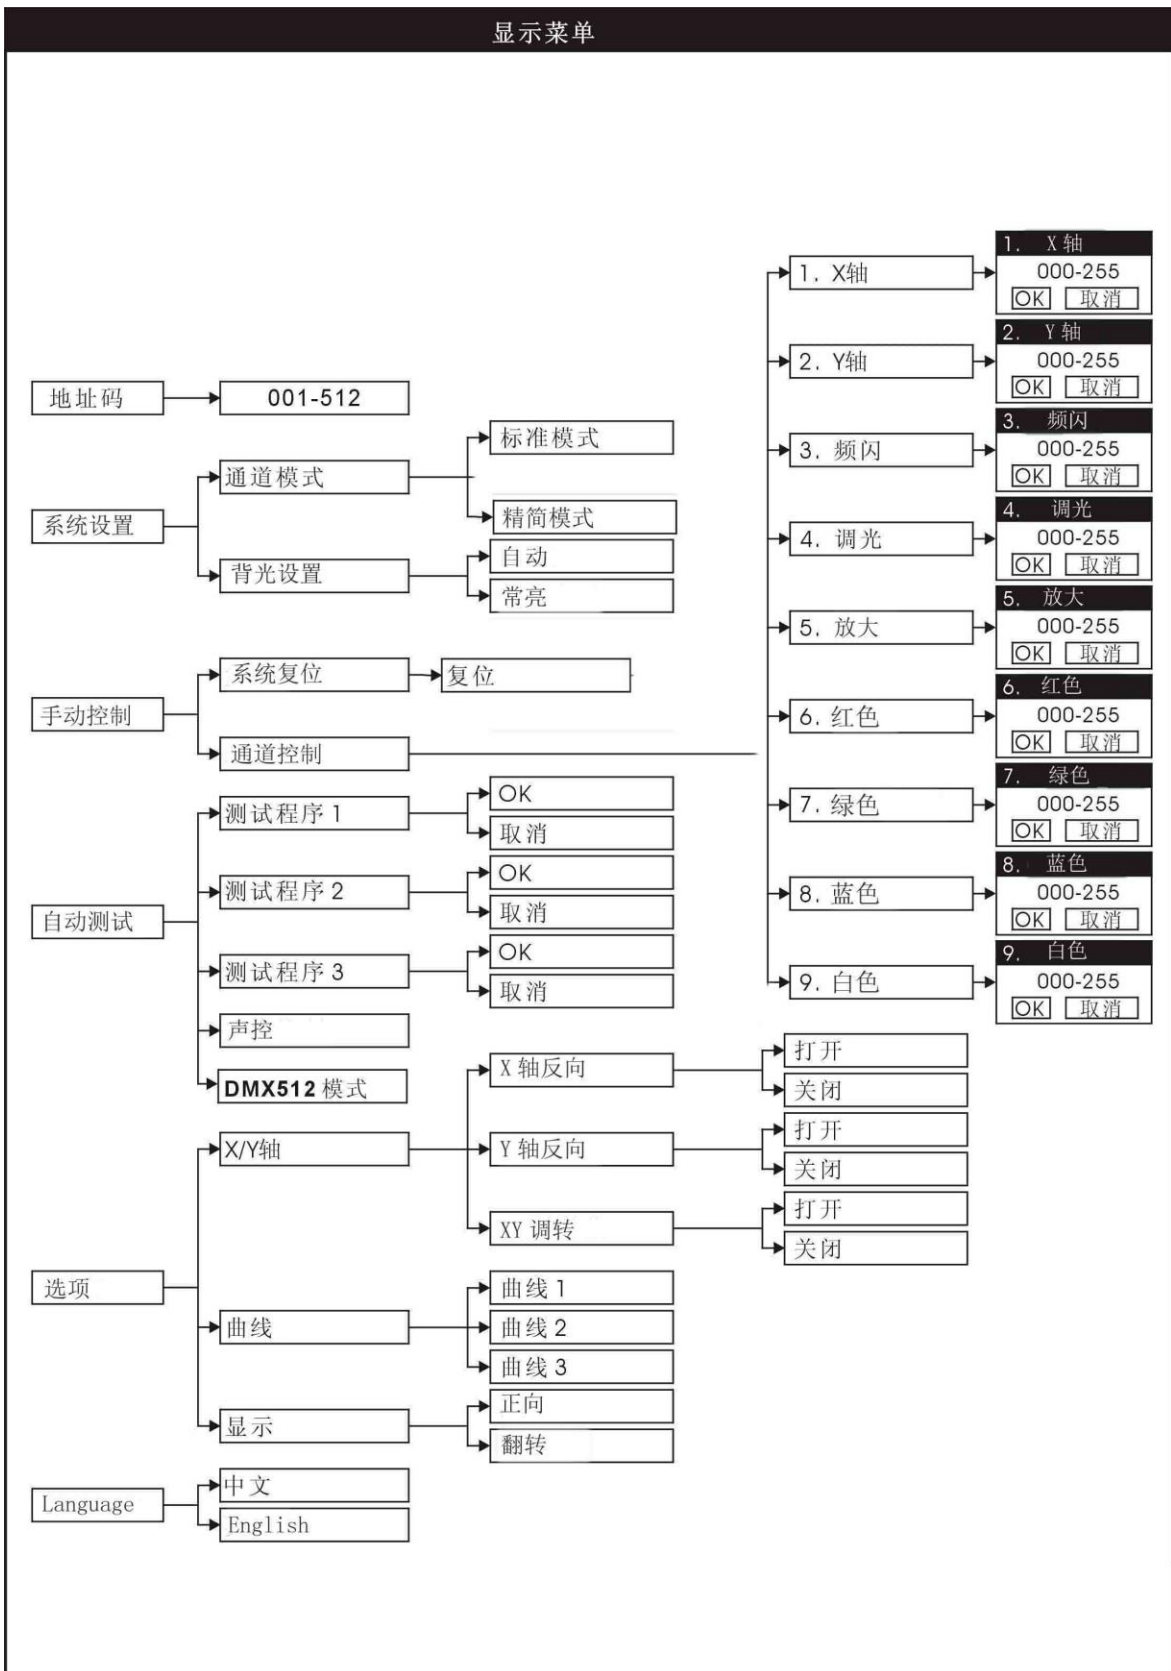 显示菜单
地址码
001-512
系统设置
通道模式
标准模式
精简模式
背光设置
自动
常亮
手动控制
系统复位
复位
通道控制
1. X轴
1. X 轴
000-255
OK 取消
2. Y轴
2. Y 轴
000-255
OK 取消
3. 频闪
3. 频闪
000-255
OK 取消
4. 调光
4. 调光
000-255
OK 取消
5. 放大
5. 放大
000-255
OK 取消
6. 红色
6. 红色
000-255
OK 取消
7. 绿色
7. 绿色
000-255
OK 取消
8. 蓝色
8. 蓝色
000-255
OK 取消
9. 白色
9. 白色
000-255
OK 取消
自动测试
测试程序 1
OK
取消
测试程序 2
OK
取消
测试程序 3
OK
取消
声控
DMX512 模式
选项
X/Y轴
X 轴反向
打开
关闭
Y 轴反向
打开
关闭
XY 调转
打开
关闭
曲线
曲线 1
曲线 2
曲线 3
显示
正向
翻转
Language
中文
English